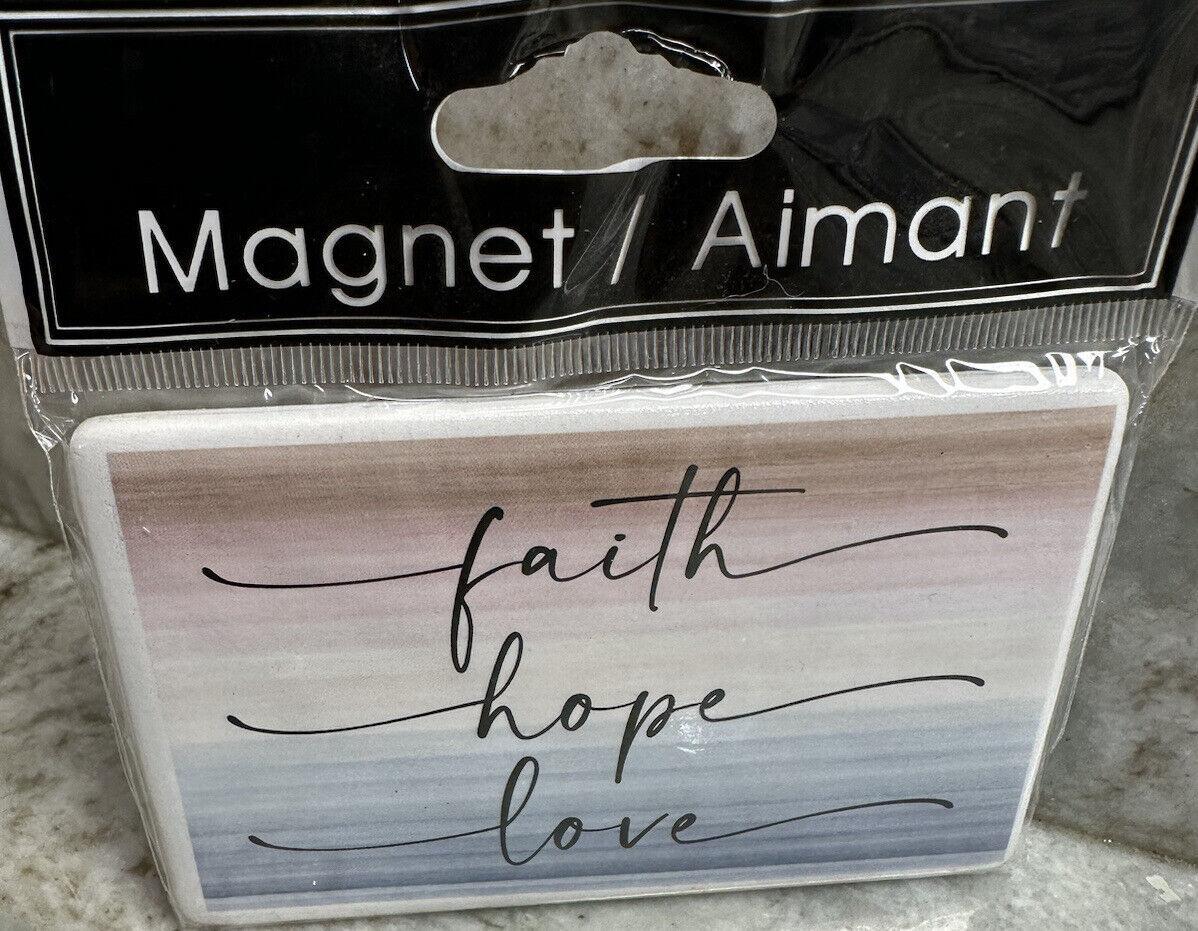 Magnet / Aimant
faith
hope
love